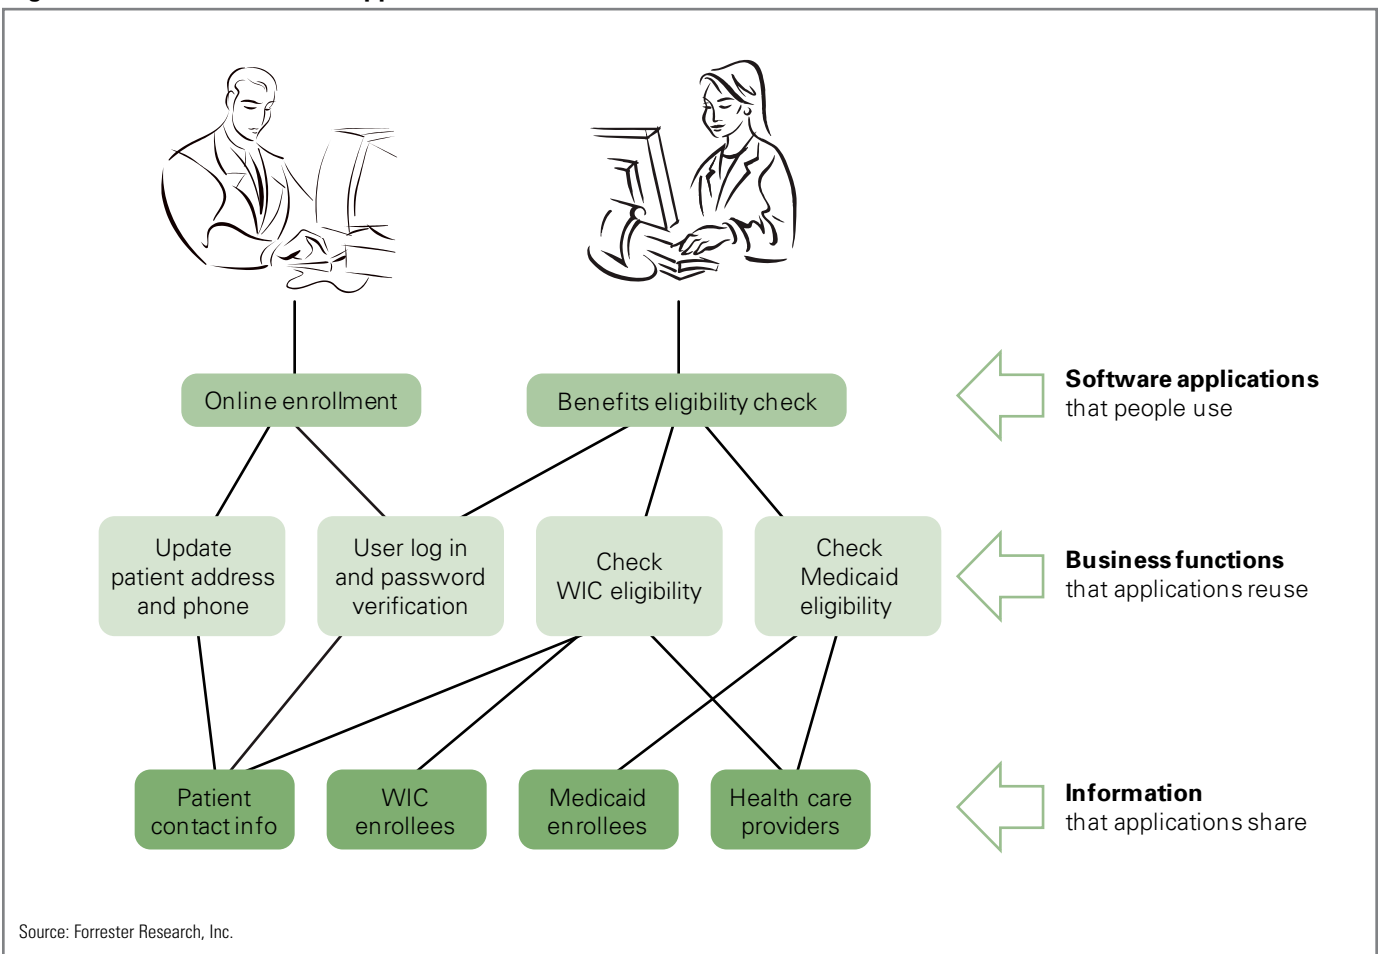 Online enrollment
Benefits eligibility check
Software applications
that people use
Update
patient address
and phone
User log in
and password
verification
Check
WIC eligibility
Check
Medicaid
eligibility
Business functions
that applications reuse
Patient
contact info
WIC
enrollees
Medicaid
enrollees
Health care
providers
Information
that applications share
Source: Forrester Research, Inc.